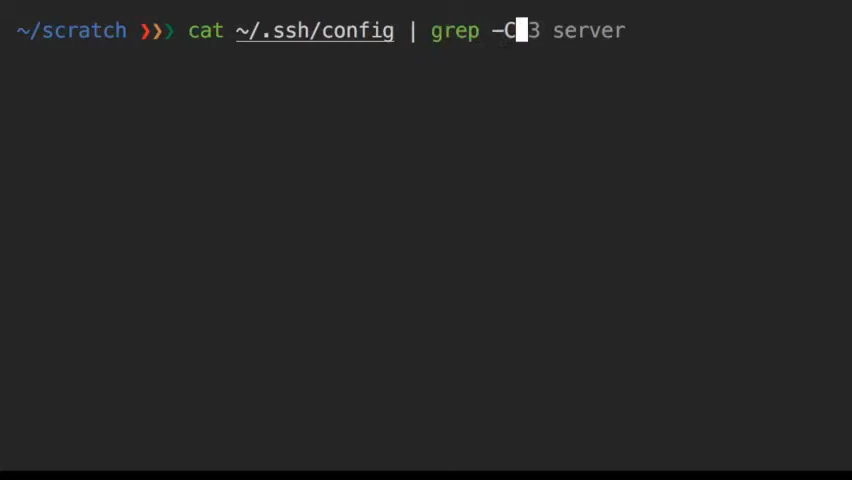 ~/scratch ❯❯❯ cat ~/.ssh/config | grep -C 3 server